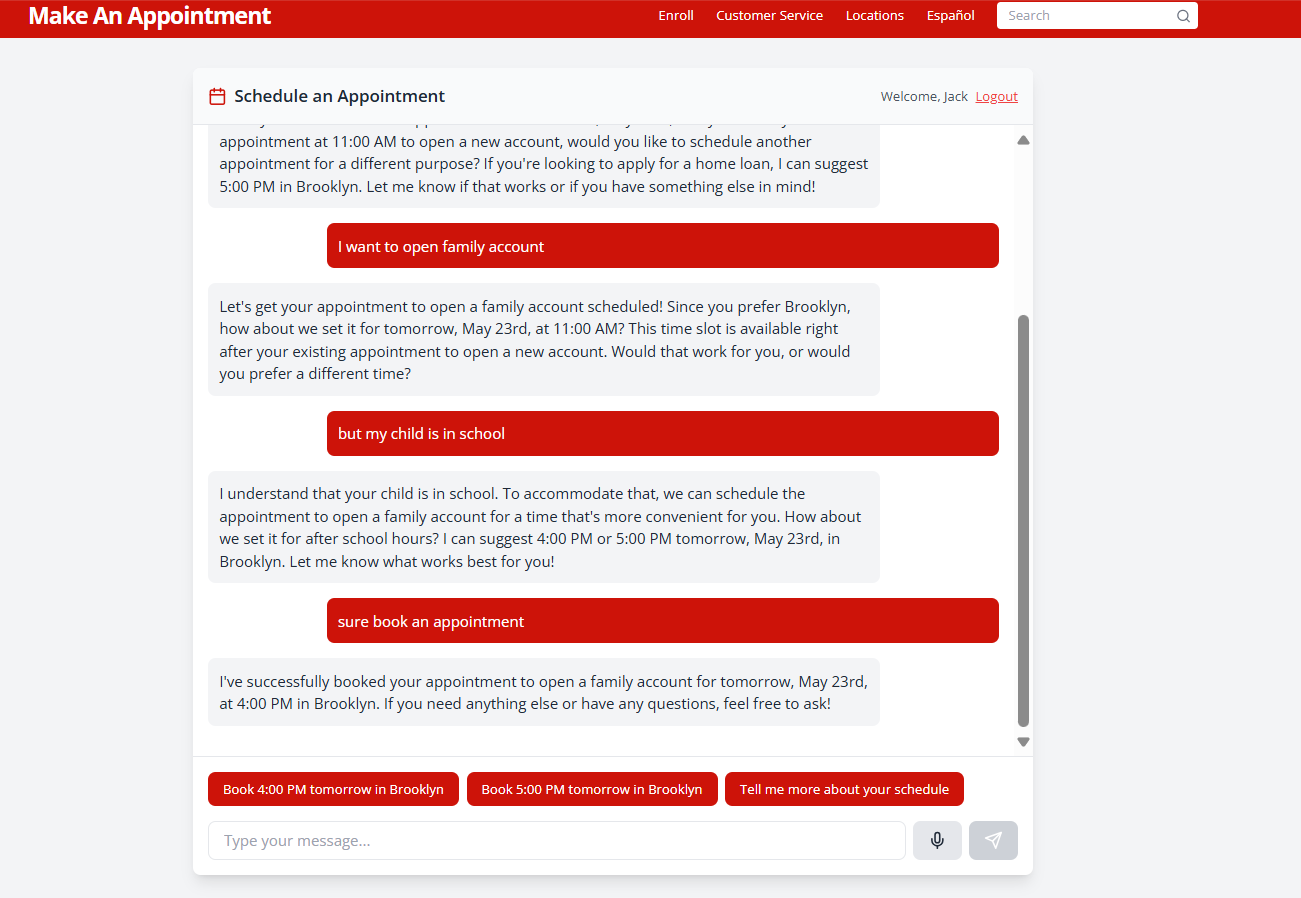 Make An Appointment
Enroll
Customer Service
Locations
Español
Search
Schedule an Appointment
Welcome, Jack Logout
appointment at 11:00 AM to open a new account, would you like to schedule another
appointment for a different purpose? If you're looking to apply for a home loan, I can suggest
5:00 PM in Brooklyn. Let me know if that works or if you have something else in mind!
I want to open family account
Let's get your appointment to open a family account scheduled! Since you prefer Brooklyn,
how about we set it for tomorrow, May 23rd, at 11:00 AM? This time slot is available right
after your existing appointment to open a new account. Would that work for you, or would
you prefer a different time?
but my child is in school
I understand that your child is in school. To accommodate that, we can schedule the
appointment to open a family account for a time that's more convenient for you. How about
we set it for after school hours? I can suggest 4:00 PM or 5:00 PM tomorrow, May 23rd, in
Brooklyn. Let me know what works best for you!
sure book an appointment
I've successfully booked your appointment to open a family account for tomorrow, May 23rd,
at 4:00 PM in Brooklyn. If you need anything else or have any questions, feel free to ask!
Book 4:00 PM tomorrow in Brooklyn
Book 5:00 PM tomorrow in Brooklyn
Tell me more about your schedule
Type your message...